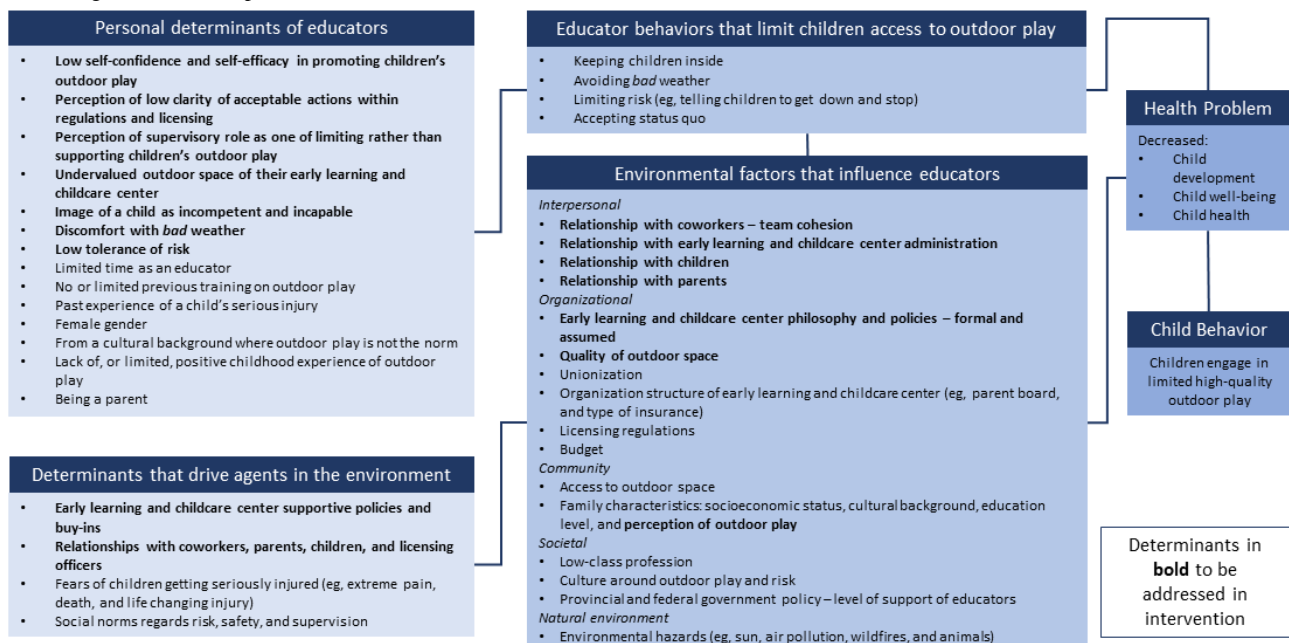 Personal determinants of educators
• Low self-confidence and self-efficacy in promoting children's
outdoor play
• Perception of low clarity of acceptable actions within
regulations and licensing
• Perception of supervisory role as one of limiting rather than
supporting children's outdoor play
• Undervalued outdoor space of their early learning and
childcare center
• Image of a child as incompetent and incapable
• Discomfort with bad weather
• Low tolerance of risk
• Limited time as an educator
• No or limited previous training on outdoor play
• Past experience of a child's serious injury
• Female gender
• From a cultural background where outdoor play is not the norm
• Lack of, or limited, positive childhood experience of outdoor
play
• Being a parent
Determinants that drive agents in the environment
• Early learning and childcare center supportive policies and
buy-ins
• Relationships with coworkers, parents, children, and licensing
officers
• Fears of children getting seriously injured (eg, extreme pain,
death, and life changing injury)
• Social norms regards risk, safety, and supervision
Educator behaviors that limit children access to outdoor play
• Keeping children inside
• Avoiding bad weather
• Limiting risk (eg, telling children to get down and stop)
• Accepting status quo
Environmental factors that influence educators
Interpersonal
• Relationship with coworkers – team cohesion
• Relationship with early learning and childcare center administration
• Relationship with children
• Relationship with parents
Organizational
• Early learning and childcare center philosophy and policies – formal and
assumed
• Quality of outdoor space
• Unionization
• Organization structure of early learning and childcare center (eg, parent board,
and type of insurance)
• Licensing regulations
• Budget
Community
• Access to outdoor space
• Family characteristics: socioeconomic status, cultural background, education
level, and perception of outdoor play
Societal
• Low-class profession
• Culture around outdoor play and risk
• Provincial and federal government policy – level of support of educators
Natural environment
• Environmental hazards (eg, sun, air pollution, wildfires, and animals)
Health Problem
Decreased:
• Child
development
• Child well-being
• Child health
Child Behavior
Children engage in
limited high-quality
outdoor play
Determinants in
bold to be
addressed in
intervention